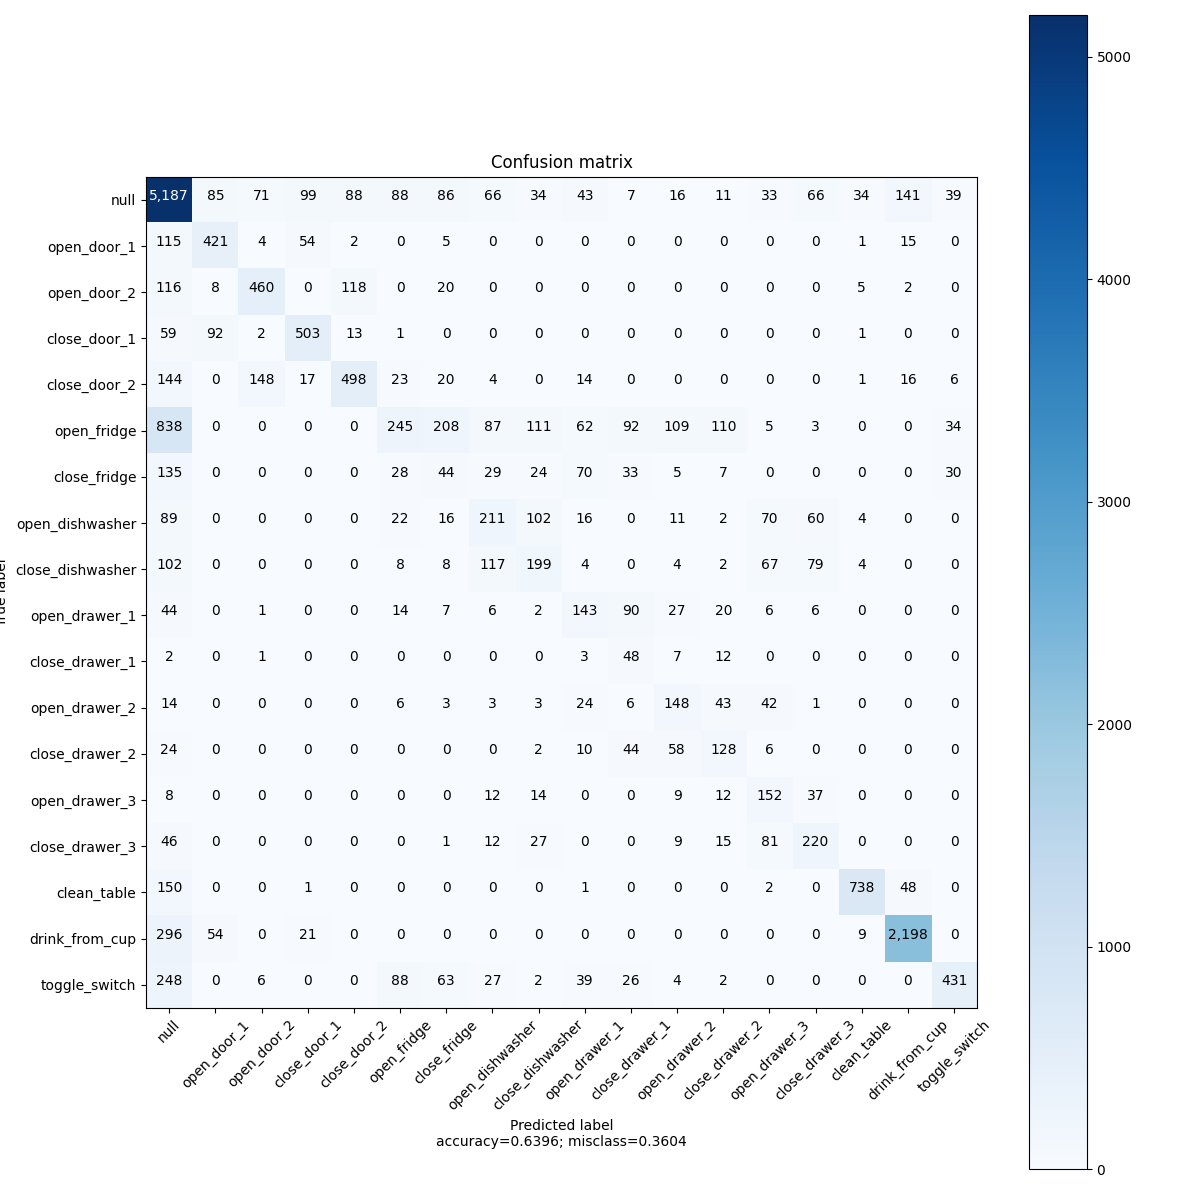 Confusion matrix
null 5,187 85 71 99 88 88 86 66 34 43 7 16 11 33 66 34 141 39
open_door_1 115 421 4 54 2 0 5 0 0 0 0 0 0 0 0 1 15 0
open_door_2 116 8 460 0 118 0 20 0 0 0 0 0 0 0 0 5 2 0
close_door_1 59 92 2 503 13 1 0 0 0 0 0 0 0 0 0 1 0 0
close_door_2 144 0 148 17 498 23 20 4 0 14 0 0 0 0 0 1 16 6
open_fridge 838 0 0 0 0 245 208 87 111 62 92 109 110 5 3 0 0 34
close_fridge 135 0 0 0 0 28 44 29 24 70 33 5 7 0 0 0 0 30
open_dishwasher 89 0 0 0 0 22 16 211 102 16 0 11 2 70 60 4 0 0
close_dishwasher 102 0 0 0 0 8 8 117 199 4 0 4 2 67 79 4 0 0
open_drawer_1 44 0 1 0 0 14 7 6 2 143 90 27 20 6 6 0 0 0
close_drawer_1 2 0 1 0 0 0 0 0 0 3 48 7 12 0 0 0 0 0
open_drawer_2 14 0 0 0 0 6 3 3 3 24 6 148 43 42 1 0 0 0
close_drawer_2 24 0 0 0 0 0 0 0 2 10 44 58 128 6 0 0 0 0
open_drawer_3 8 0 0 0 0 0 0 12 14 0 0 9 12 152 37 0 0 0
close_drawer_3 46 0 0 0 0 0 1 12 27 0 0 9 15 81 220 0 0 0
clean_table 150 0 0 1 0 0 0 0 0 1 0 0 0 2 0 738 48 0
drink_from_cup 296 54 0 21 0 0 0 0 0 0 0 0 0 0 0 9 2,198 0
toggle_switch 248 0 6 0 0 88 63 27 2 39 26 4 2 0 0 0 0 431
null open_door_1 open_door_2 close_door_1 close_door_2 open_fridge close_fridge open_dishwasher close_dishwasher open_drawer_1 close_drawer_1 open_drawer_2 close_drawer_2 open_drawer_3 close_drawer_3 clean_table drink_from_cup toggle_switch
Predicted label
accuracy=0.6396; misclass=0.3604
5000
4000
3000
2000
1000
0